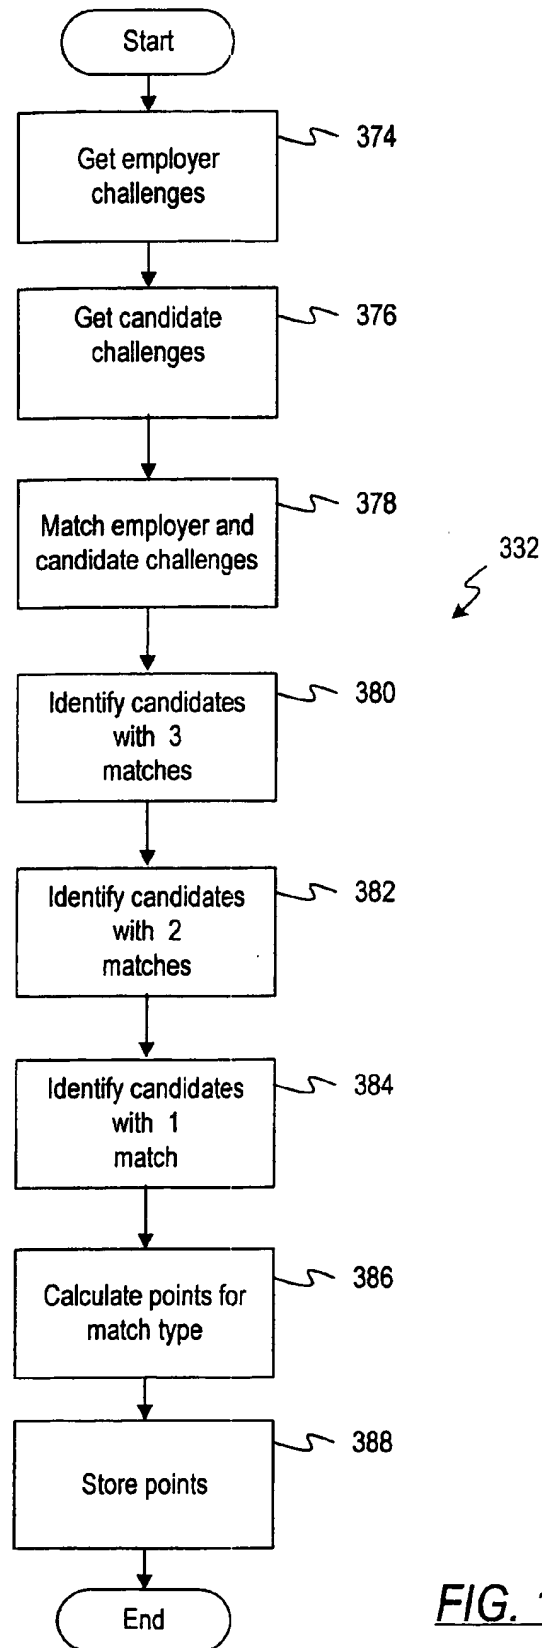 Start
Get employer
challenges
374
Get candidate
challenges
376
Match employer and
candidate challenges
378
332
Identify candidates
with 3
matches
380
Identify candidates
with 2
matches
382
Identify candidates
with 1
match
384
Calculate points for
match type
386
Store points
388
End
FIG.